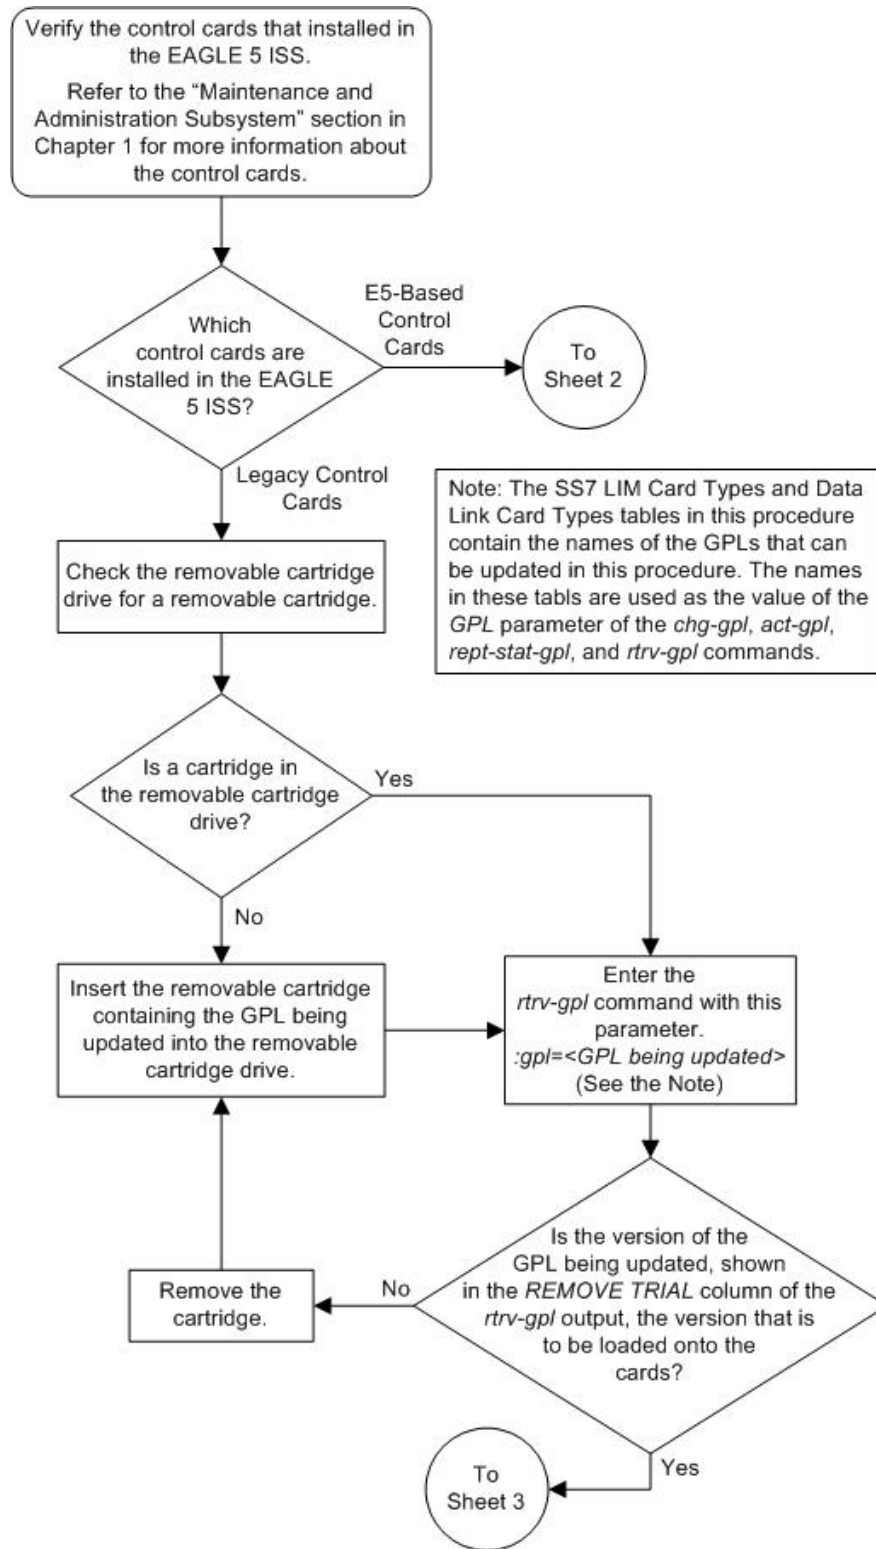 Verify the control cards that installed in
the EAGLE 5 ISS.
Refer to the “Maintenance and
Administration Subsystem” section in
Chapter 1 for more information about
the control cards.
Which
control cards are
installed in the EAGLE
5 ISS?
E5-Based
Control
Cards
To
Sheet 2
Legacy Control
Cards
Note: The SS7 LIM Card Types and Data
Link Card Types tables in this procedure
contain the names of the GPLs that can
be updated in this procedure. The names
in these tabls are used as the value of the
GPL parameter of the chg-gpl, act-gpl,
rept-stat-gpl, and rtrv-gpl commands.
Check the removable cartridge
drive for a removable cartridge.
Is a cartridge in
the removable cartridge
drive?
Yes
No
Insert the removable cartridge
containing the GPL being
updated into the removable
cartridge drive.
Enter the
rtrv-gpl command with this
parameter.
:gpl=<GPL being updated>
(See the Note)
Is the version of the
GPL being updated, shown
in the REMOVE TRIAL column of the
rtrv-gpl output, the version that is
to be loaded onto the
cards?
No
Remove the
cartridge.
Yes
To
Sheet 3